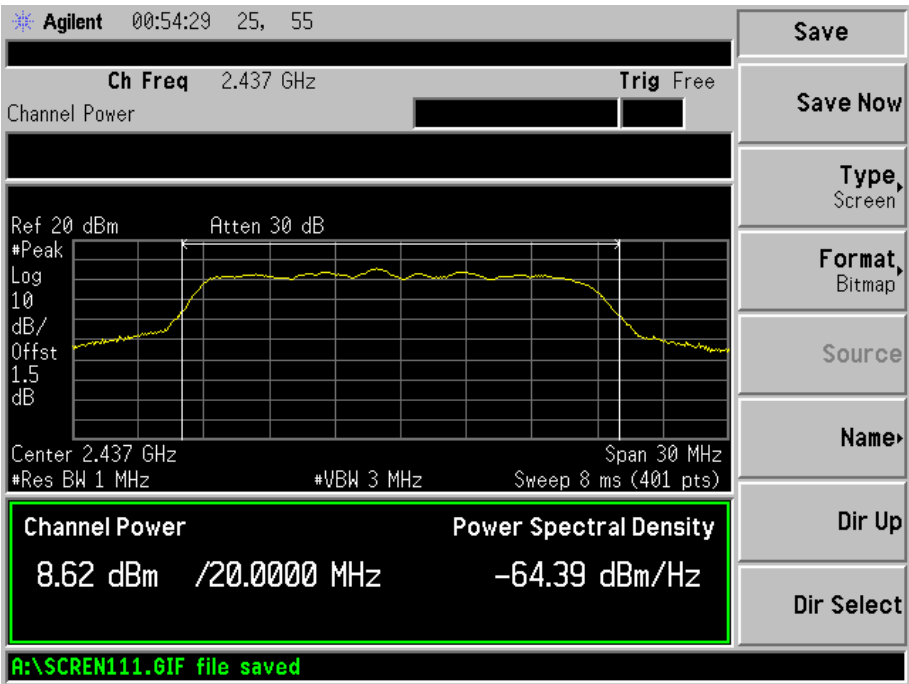 Agilent 00:54:29 25, 55
Save
Ch Freq 2.437 GHz Trig Free
Channel Power
Save Now
Type
Screen
Ref 20 dBm Atten 30 dB
#Peak
Log
10
dB/
Offst
1.5
dB
Format
Bitmap
Source
Center 2.437 GHz Span 30 MHz
#Res BW 1 MHz #VBW 3 MHz Sweep 8 ms (401 pts)
Name
Channel Power Power Spectral Density
8.62 dBm /20.0000 MHz -64.39 dBm/Hz
Dir Up
Dir Select
A:\SCREN111.GIF file saved